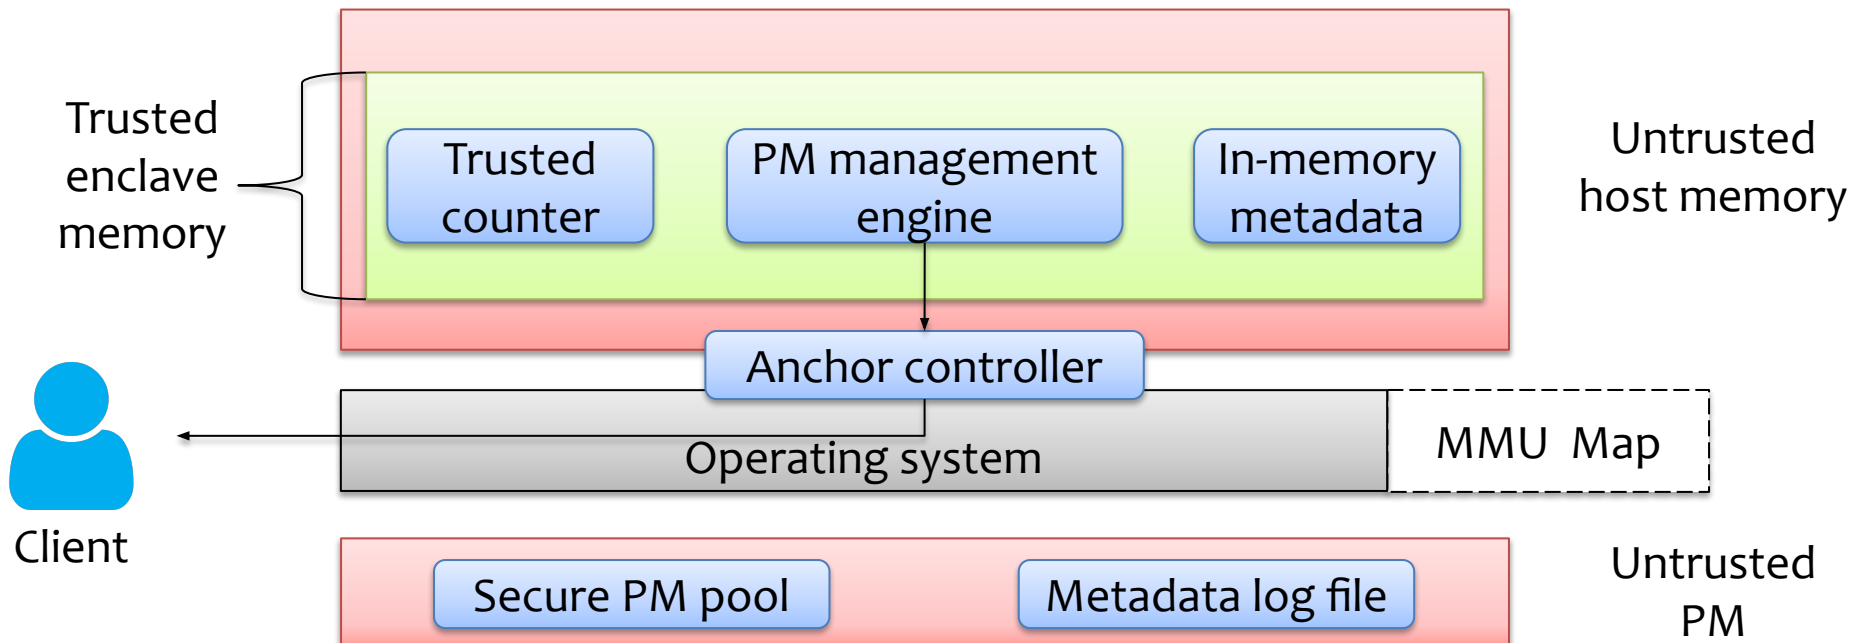 Trusted
enclave
memory
Trusted
counter
PM management
engine
In-memory
metadata
Untrusted
host memory
Anchor controller
Operating system
MMU Map
Client
Secure PM pool
Metadata log file
Untrusted
PM